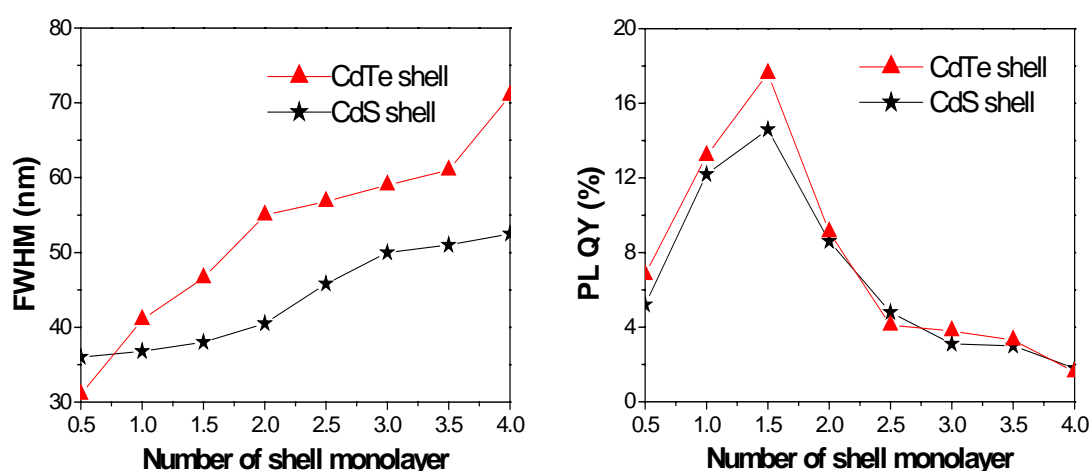 80
70
60
50
40
30
FWHM (nm)
CdTe shell
CdS shell
0.5 1.0 1.5 2.0 2.5 3.0 3.5 4.0
Number of shell monolayer
20
16
12
8
4
0
PL QY (%)
CdTe shell
CdS shell
0.5 1.0 1.5 2.0 2.5 3.0 3.5 4.0
Number of shell monolayer